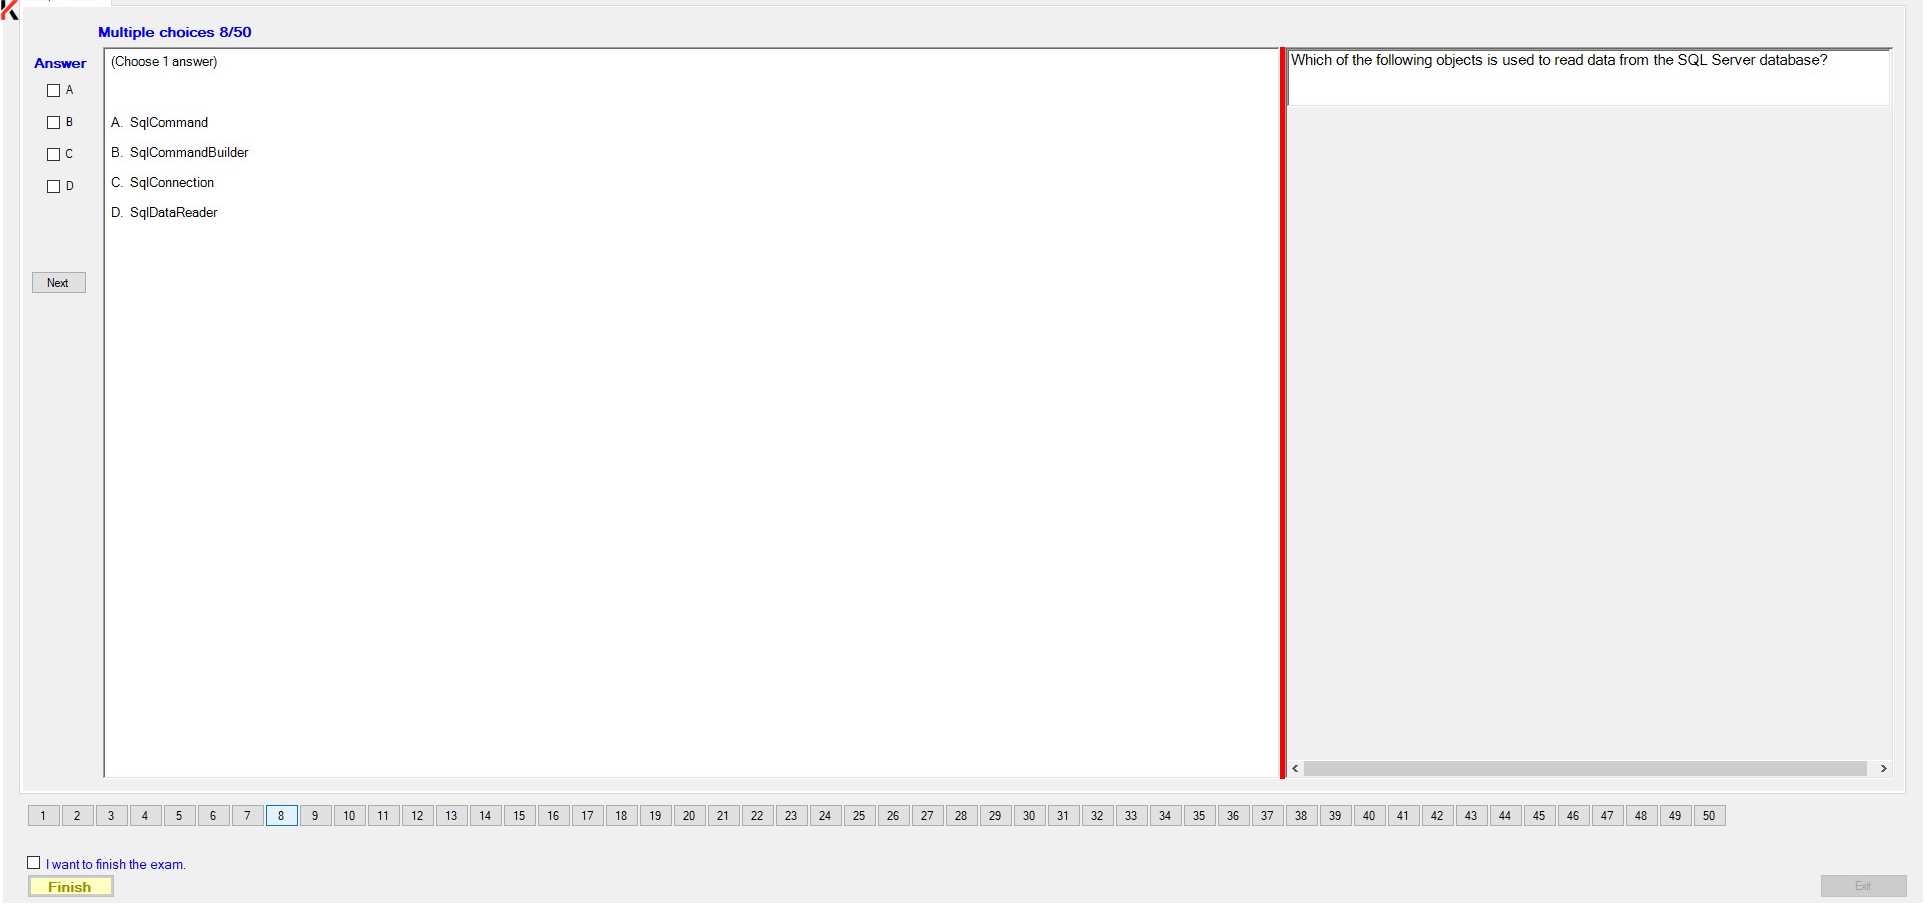 Multiple choices 8/50
Answer
A
B
C
D
Next
(Choose 1 answer)
A. SqlCommand
B. SqlCommandBuilder
C. SqlConnection
D. SqlDataReader
Which of the following objects is used to read data from the SQL Server database?
1 2 3 4 5 6 7 8 9 10 11 12 13 14 15 16 17 18 19 20 21 22 23 24 25 26 27 28 29 30 31 32 33 34 35 36 37 38 39 40 41 42 43 44 45 46 47 48 49 50
I want to finish the exam.
Finish
Exit